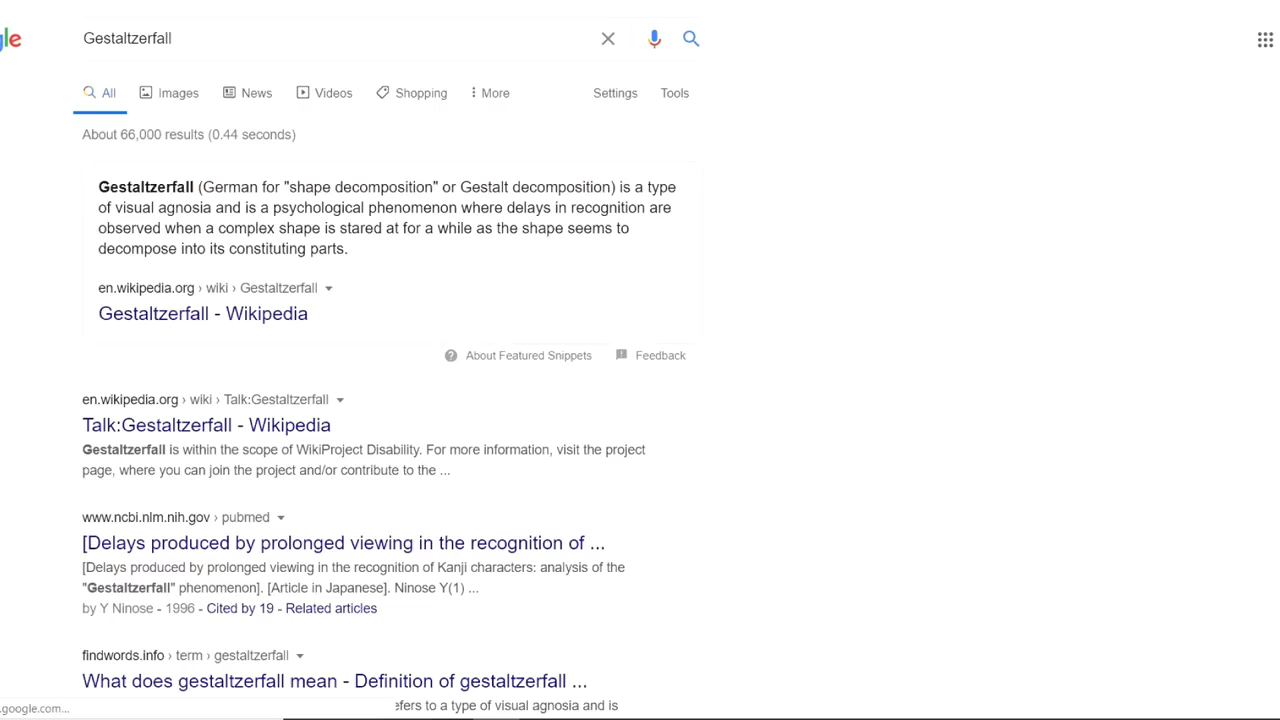 le
Gestaltzerfall
All Images News Videos Shopping More Settings Tools
About 66,000 results (0.44 seconds)
Gestaltzerfall (German for "shape decomposition" or Gestalt decomposition) is a type
of visual agnosia and is a psychological phenomenon where delays in recognition are
observed when a complex shape is stared at for a while as the shape seems to
decompose into its constituting parts.
en.wikipedia.org › wiki › Gestaltzerfall
Gestaltzerfall - Wikipedia
About Featured Snippets Feedback
en.wikipedia.org › wiki › Talk:Gestaltzerfall
Talk:Gestaltzerfall - Wikipedia
Gestaltzerfall is within the scope of WikiProject Disability. For more information, visit the project
page, where you can join the project and/or contribute to the ...
www.ncbi.nlm.nih.gov › pubmed
[Delays produced by prolonged viewing in the recognition of ...
[Delays produced by prolonged viewing in the recognition of Kanji characters: analysis of the
"Gestaltzerfall" phenomenon]. [Article in Japanese]. Ninose Y(1) ...
by Y Ninose - 1996 - Cited by 19 - Related articles
findwords.info › term › gestaltzerfall
What does gestaltzerfall mean - Definition of gestaltzerfall ...
efers to a type of visual agnosia and is
.google.com...